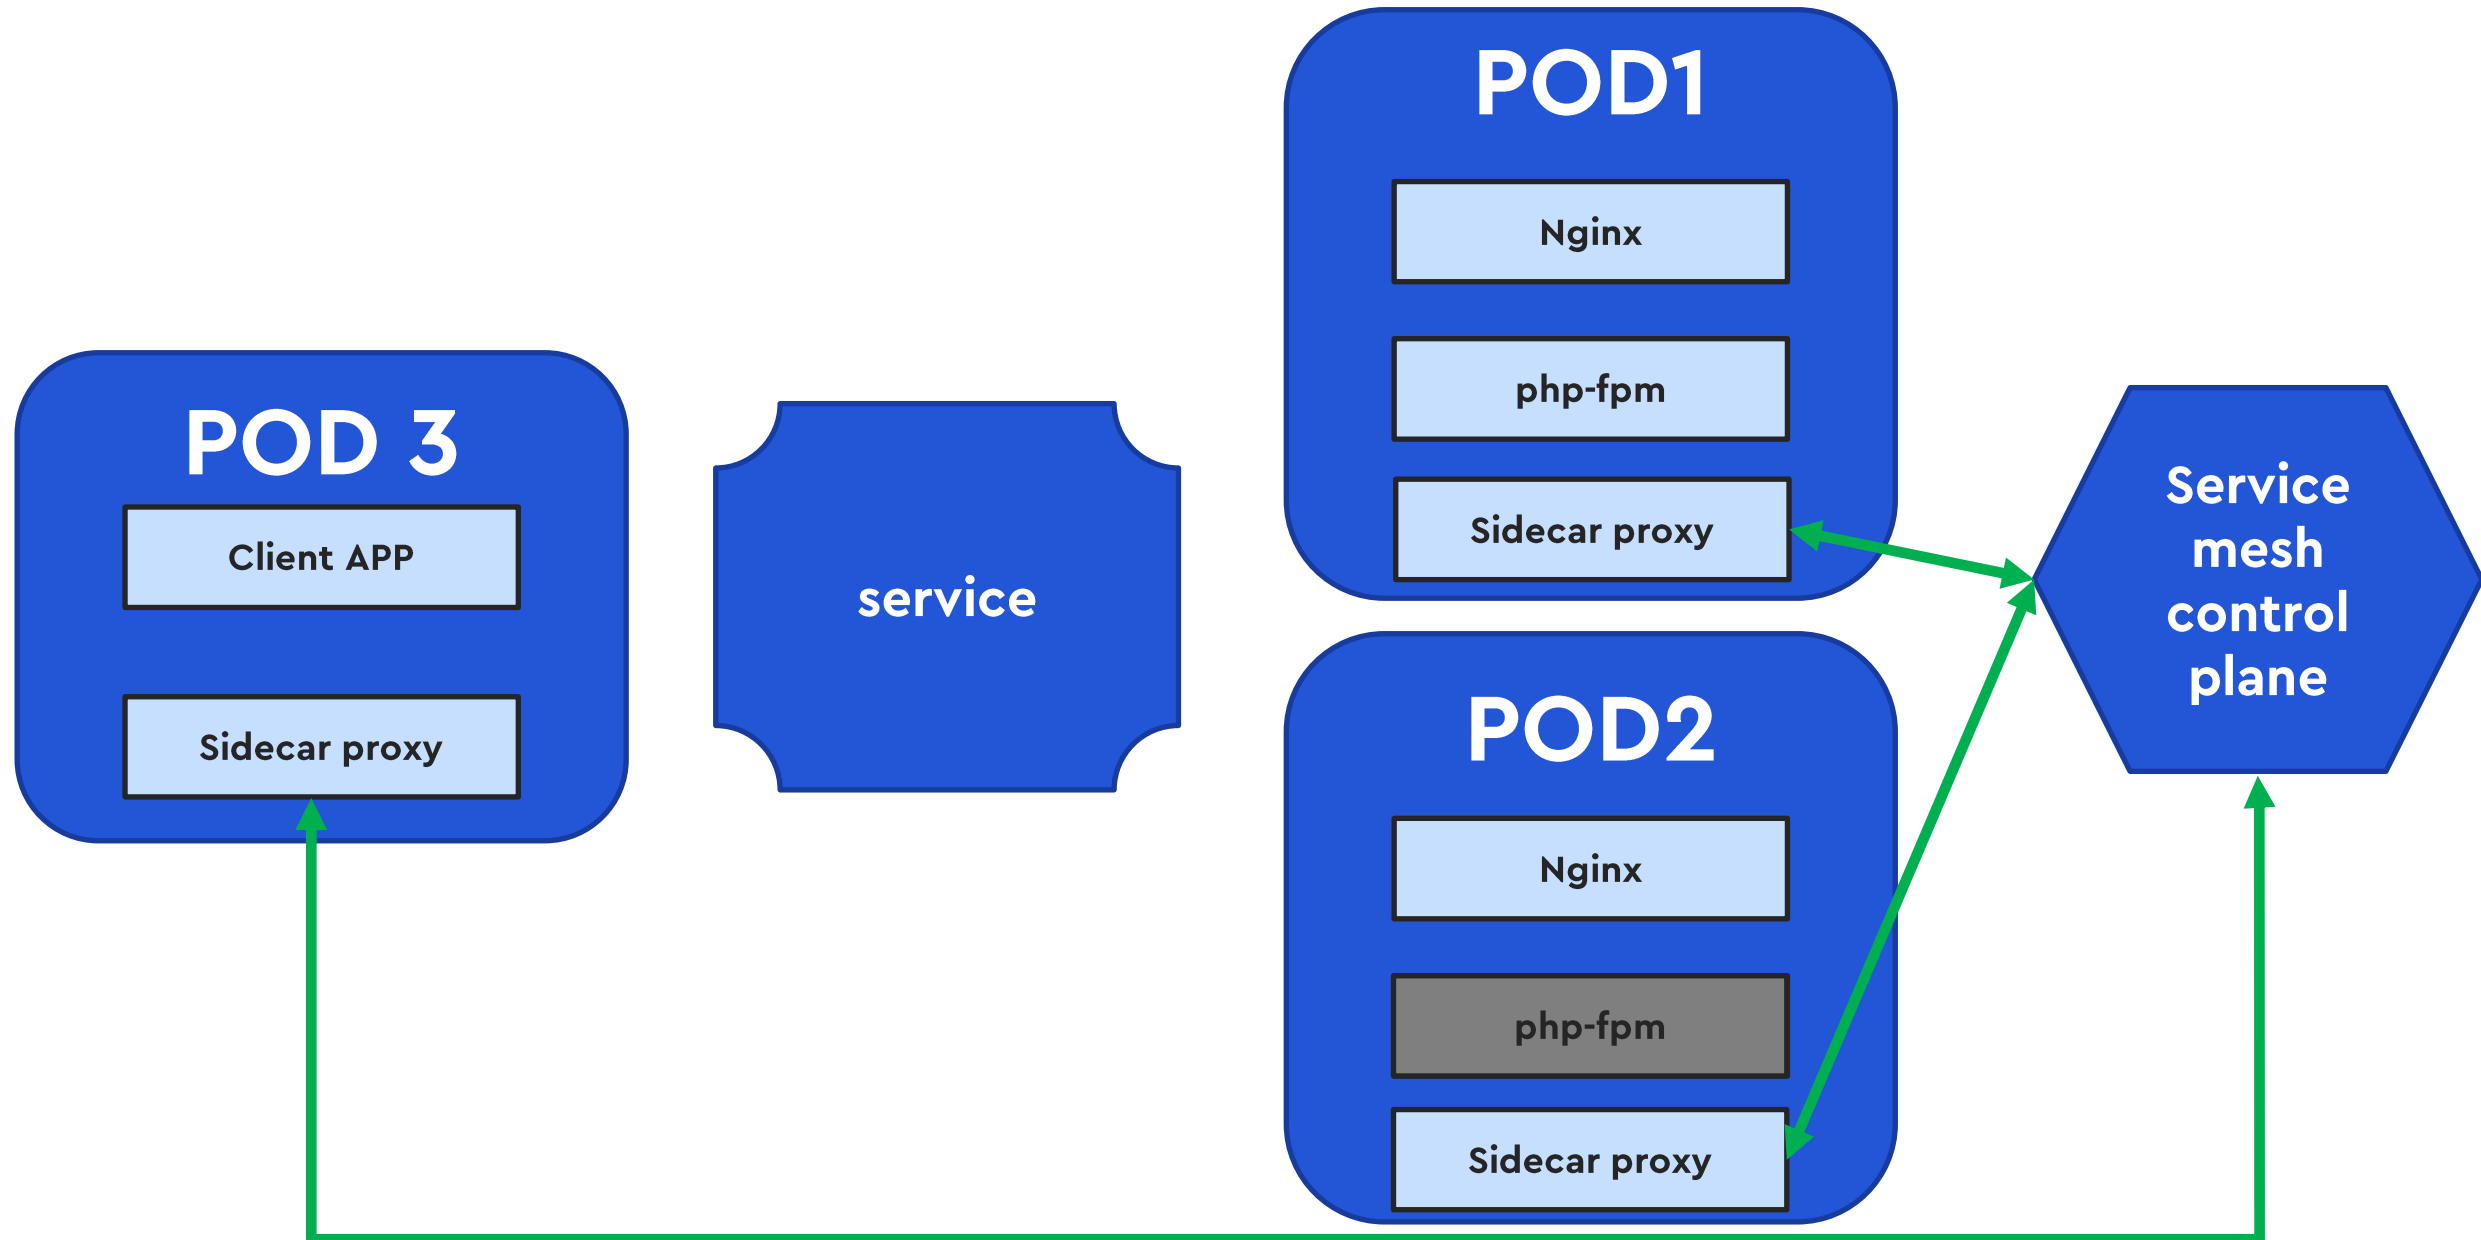 POD 3
Client APP
Sidecar proxy
service
POD1
Nginx
php-fpm
Sidecar proxy
POD2
Nginx
php-fpm
Sidecar proxy
Service
mesh
control
plane